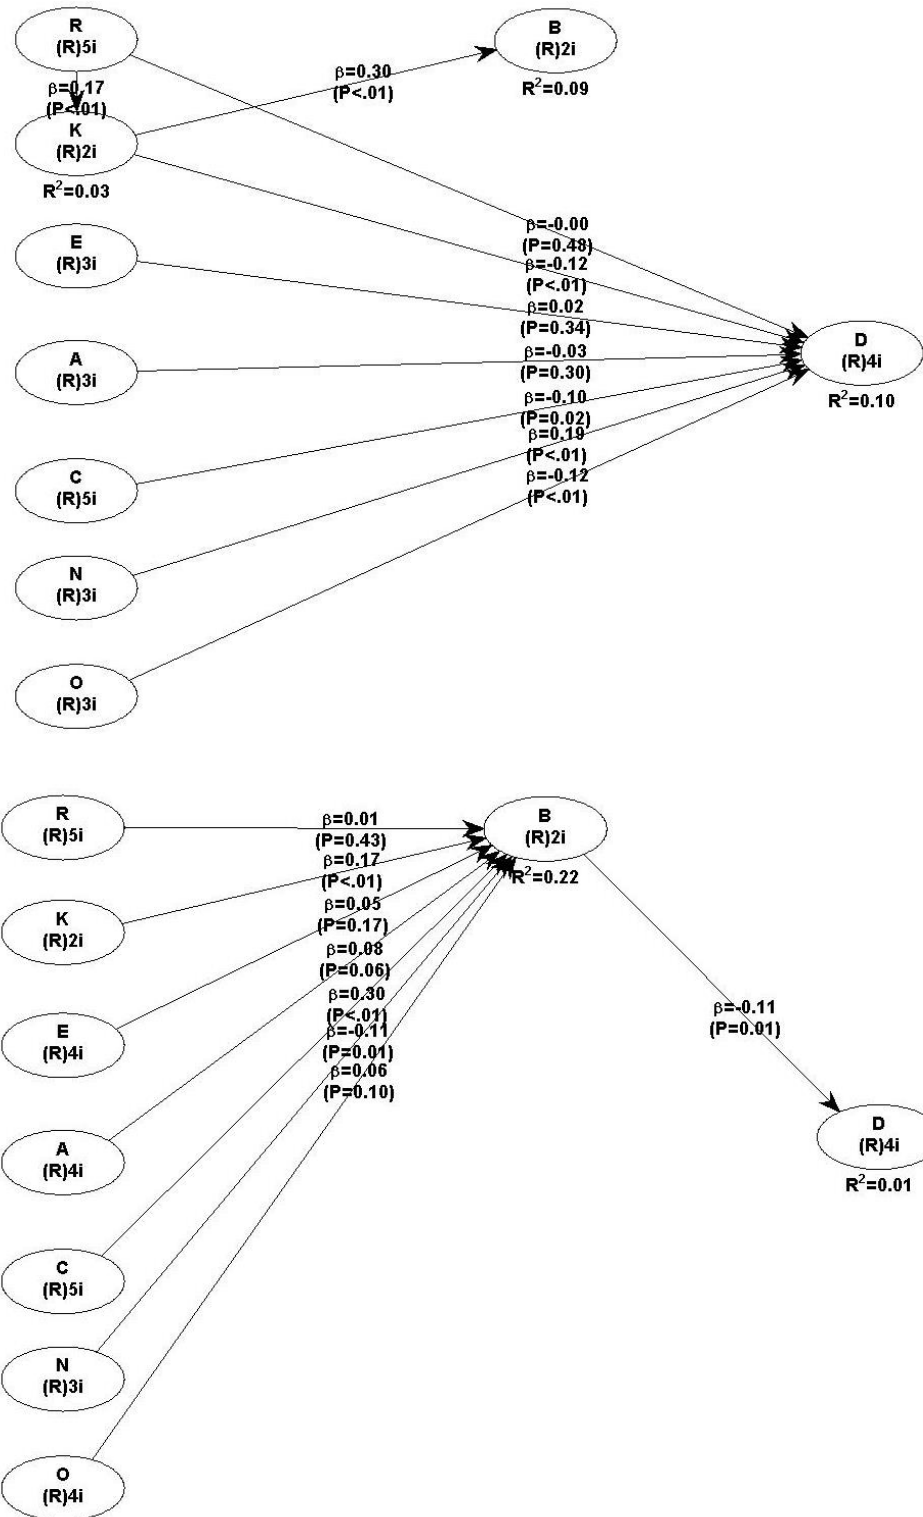 R
(R)5i
β=0.17
(P<.01)
K
(R)2i
R²=0.03
B
(R)2i
R²=0.09
β=0.30
(P<.01)
E
(R)3i
A
(R)3i
C
(R)5i
N
(R)3i
O
(R)3i
β=-0.00
(P=0.48)
β=-0.12
(P<.01)
β=0.02
(P=0.34)
β=-0.03
(P=0.30)
β=-0.10
(P=0.02)
β=0.19
(P<.01)
β=-0.12
(P<.01)
D
(R)4i
R²=0.10
R
(R)5i
K
(R)2i
E
(R)4i
A
(R)4i
C
(R)5i
N
(R)3i
O
(R)4i
β=0.01
(P=0.43)
β=0.17
(P<.01)
β=0.05
(P=0.17)
β=0.08
(P=0.06)
β=0.30
(P<.01)
β=-0.11
(P=0.01)
β=0.06
(P=0.10)
B
(R)2i
R²=0.22
β=-0.11
(P=0.01)
D
(R)4i
R²=0.01